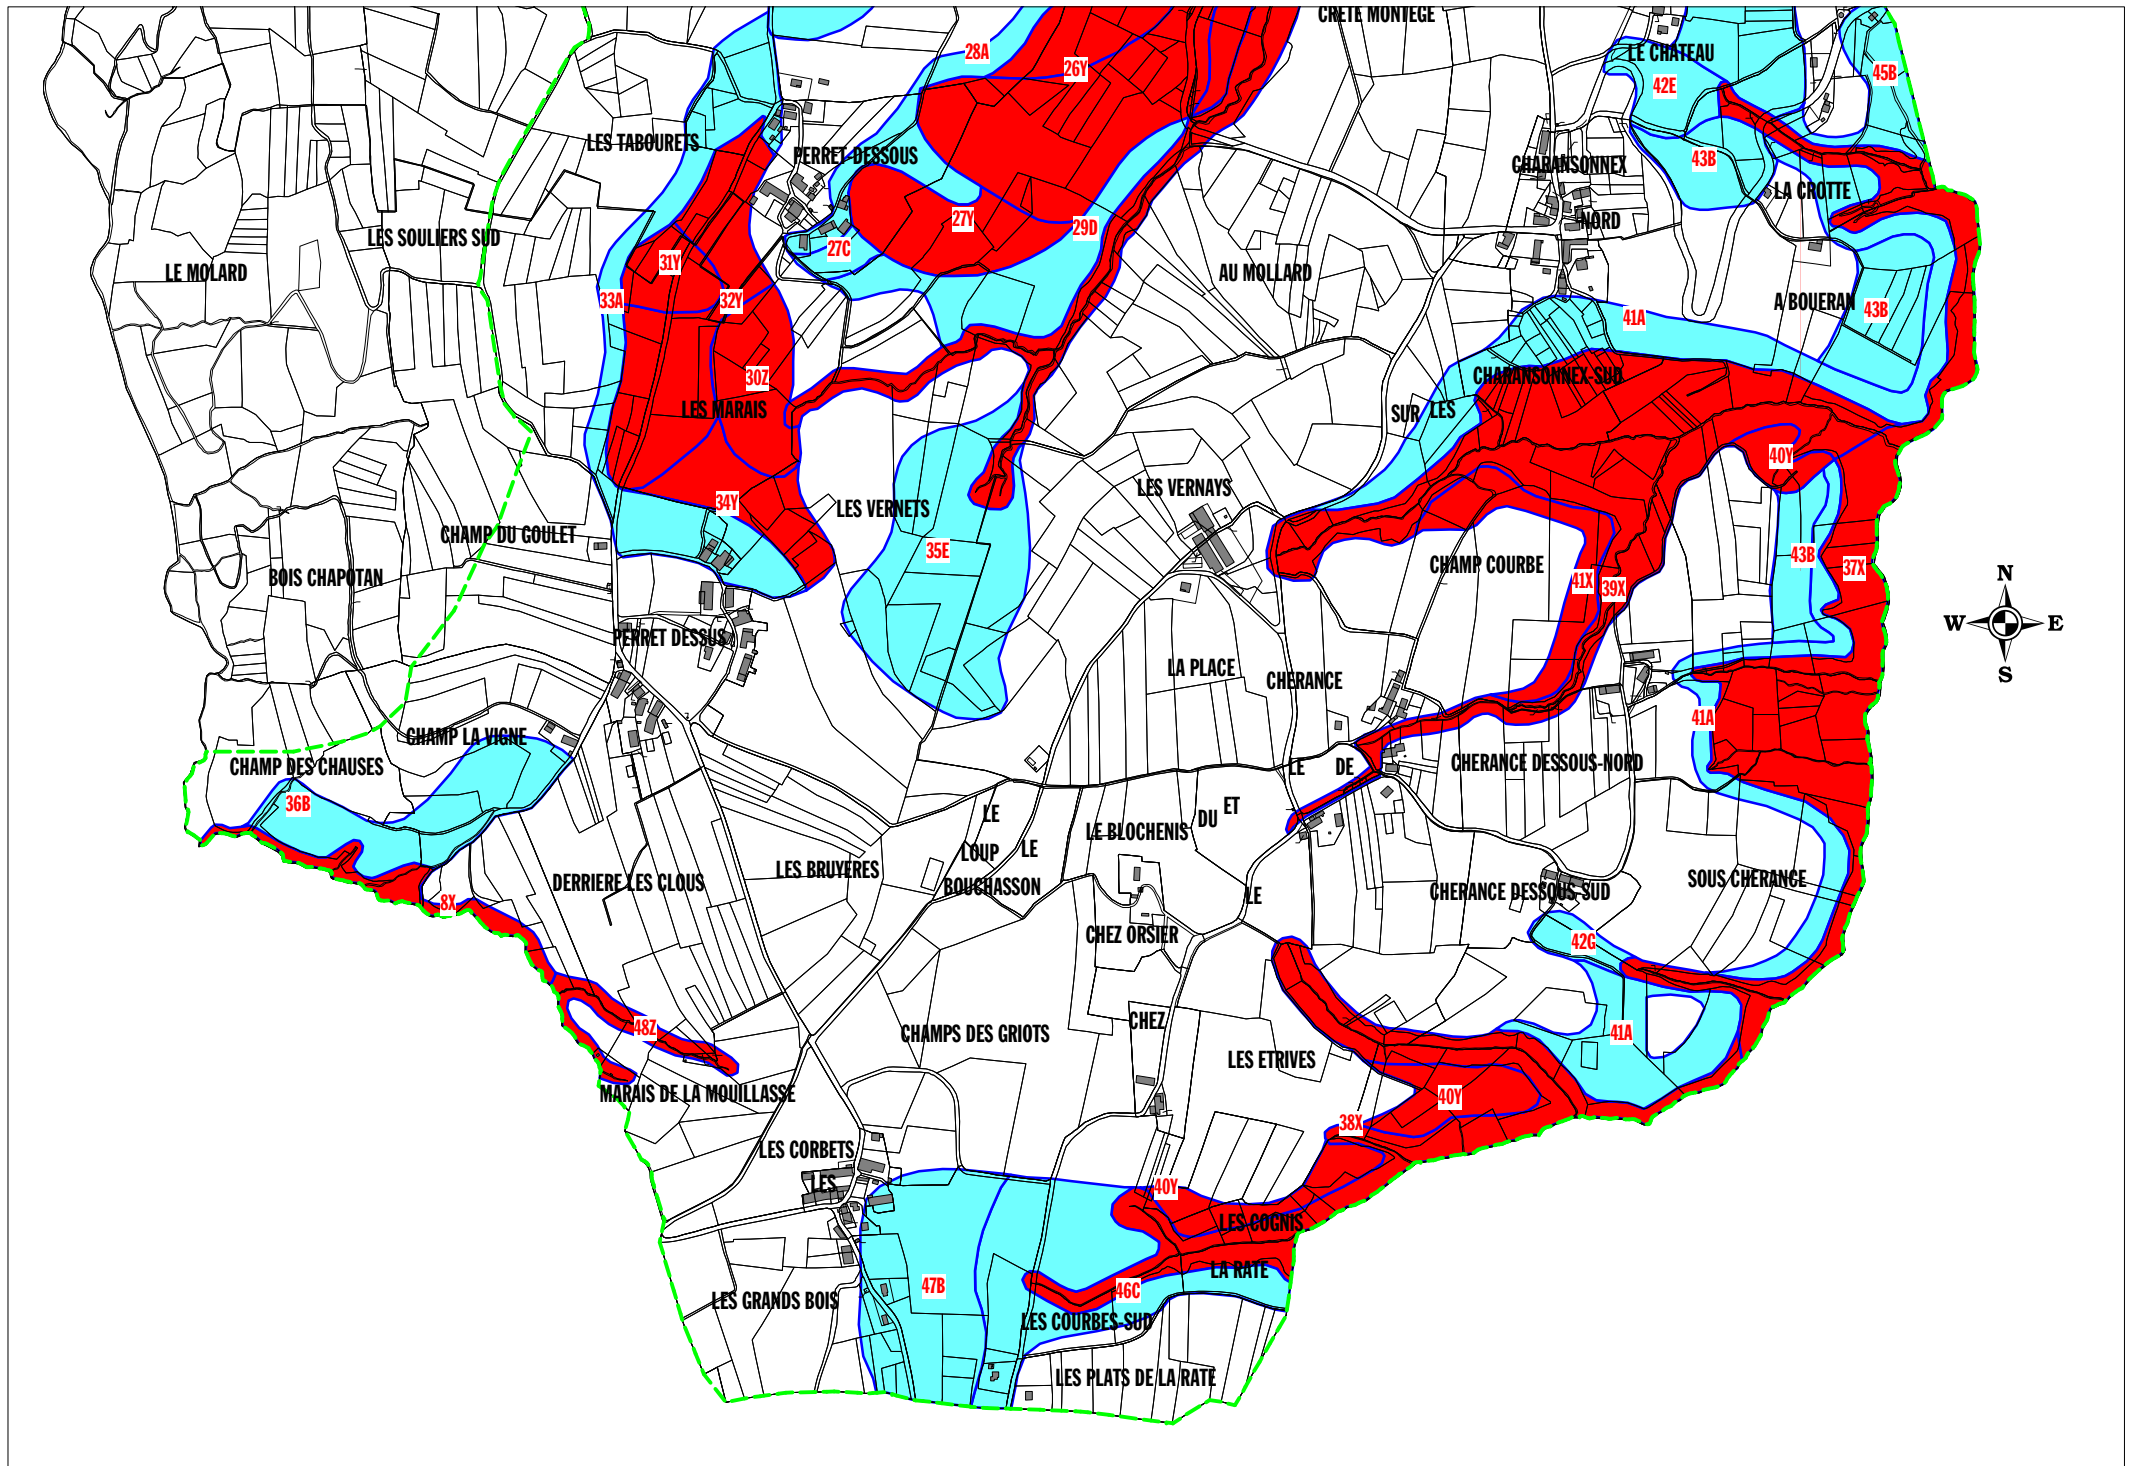 CRETE MONTEGE
28A
LE CHATEAU
26Y
45B
42E
LES TABOURETS
PERRET-DESSOUS
43B
CHARANSONNEX
LA CROTTE
27Y
NORD
29D
LES SOULIERS SUD
27C
31Y
LE MOLARD
AU MOLLARD
33A
32Y
A BOUERAN
43B
41A
30Z
CHARANSONNEX-SUD
LES MARAIS
SUR LES
40Y
LES VERNAYS
34Y
LES VERNETS
CHAMP DU GOULET
35E
43B
CHAMP COURBE
37X
BOIS CHAPOTAN
41X
39X
N
W E
S
PERRET DESSUS
LA PLACE
CHERANCE
41A
CHAMP LA VIGNE
CHAMP DES CHAUSES
LE DE
CHERANCE DESSOUS-NORD
36B
LE
DU ET
LE BLOCHENIS
LOUP LE
LES BRUYERES
BOUCHASSON
DERRIERE LES CLOUS
LE
CHERANCE DESSOUS-SUD
SOUS CHERANCE
8X
CHEZ ORSIER
42G
CHEZ
48Z
CHAMPS DES GRIOTS
41A
LES ETRIVES
MARAIS DE LA MOUILLASSE
40Y
38X
LES CORBETS
LES
40Y
LES COGNIS
LA RATE
47B
46C
LES GRANDS BOIS
LES COURBES-SUD
LES PLATS DE LA RATE